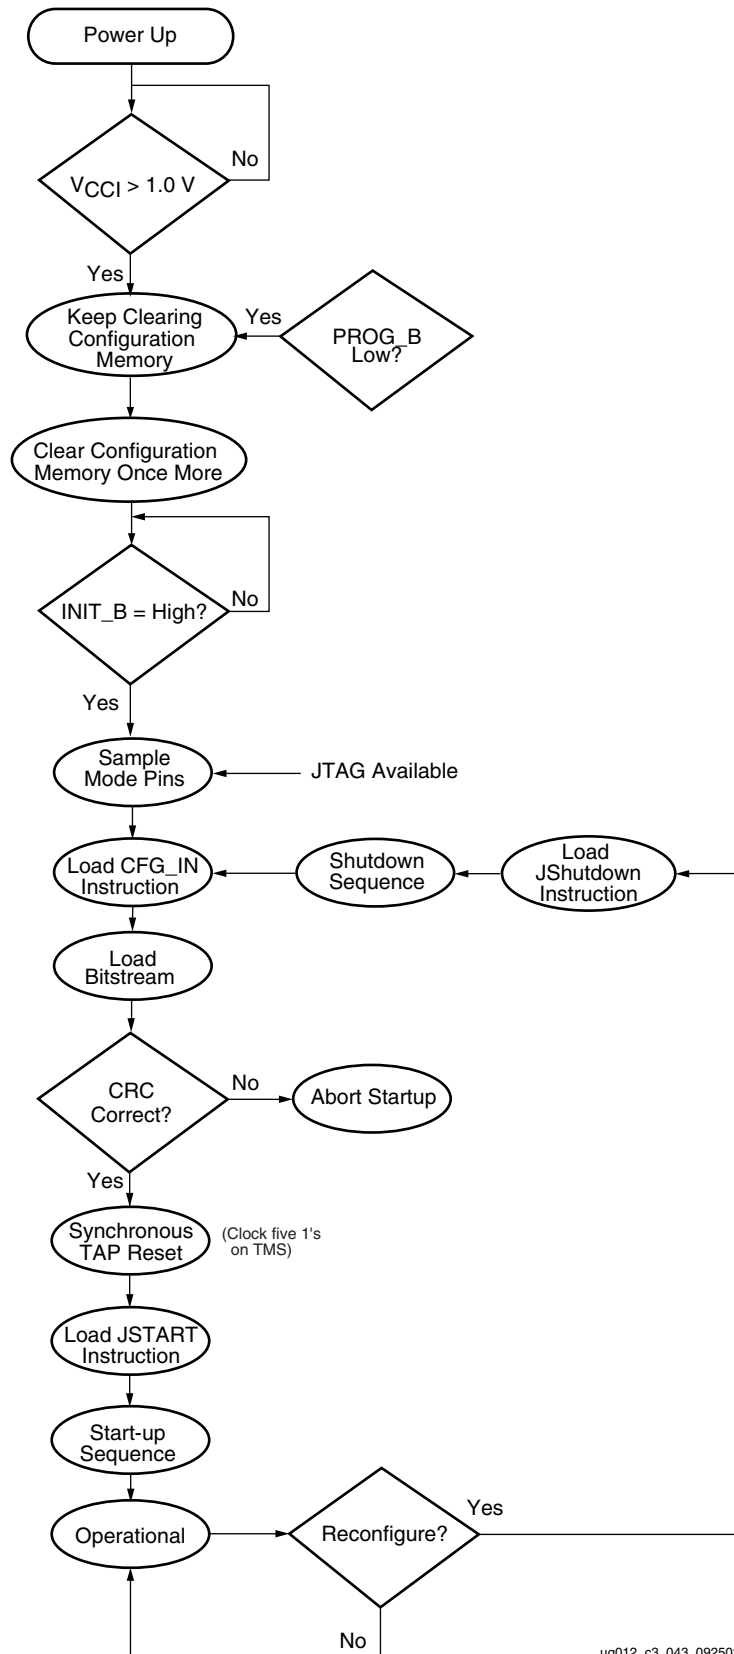 Power Up
No
VCCI > 1.0 V
Yes
Keep Clearing
Configuration
Memory
Yes
PROG_B
Low?
Clear Configuration
Memory Once More
No
INIT_B = High?
Yes
Sample
Mode Pins
JTAG Available
Load CFG_IN
Instruction
Shutdown
Sequence
Load
JShutdown
Instruction
Load
Bitstream
CRC
Correct?
No
Abort Startup
Yes
Synchronous
TAP Reset
(Clock five 1's
on TMS)
Load JSTART
Instruction
Start-up
Sequence
Operational
Reconfigure?
Yes
No